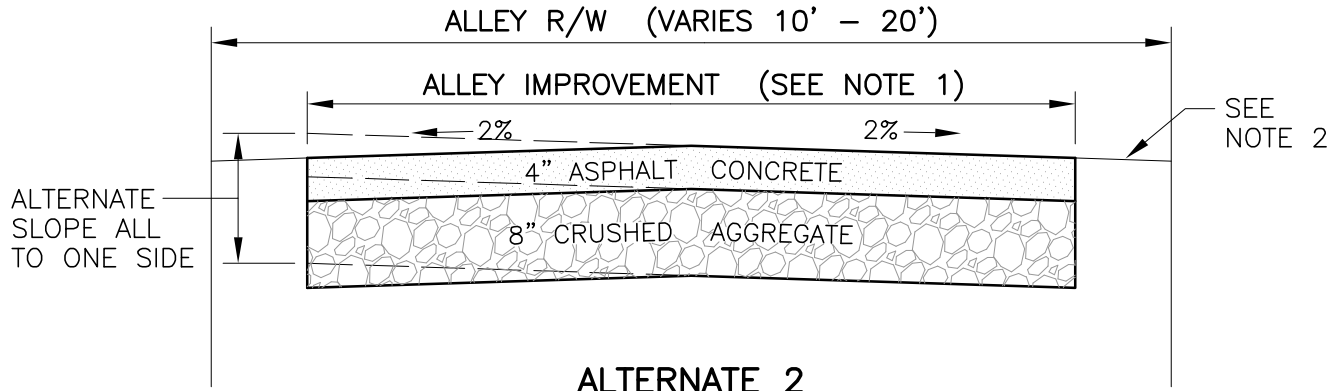 ALLEY R/W (VARIES 10' – 20')
ALLEY IMPROVEMENT (SEE NOTE 1)
2% 2%
SEE
NOTE 2
4" ASPHALT CONCRETE
ALTERNATE
SLOPE ALL
TO ONE SIDE
8" CRUSHED AGGREGATE
ALTERNATE 2